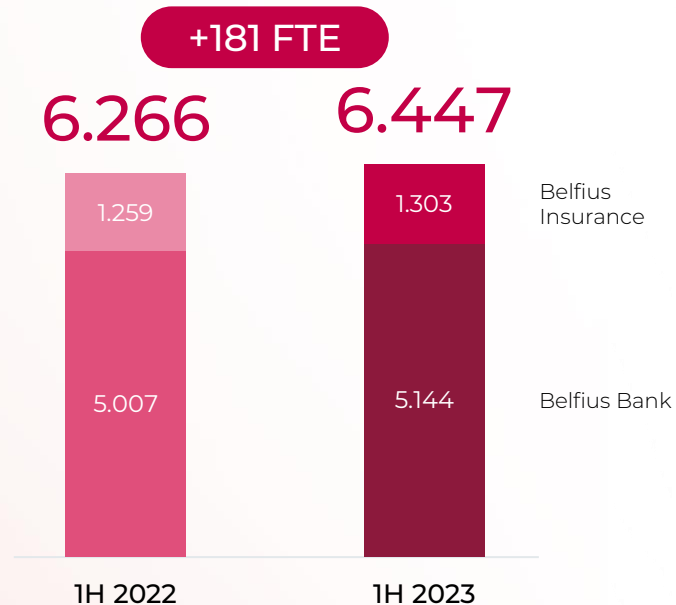 +181 FTE
6.266
6.447
1.259
1.303
Belfius
Insurance
5.007
5.144
Belfius Bank
1H 2022
1H 2023